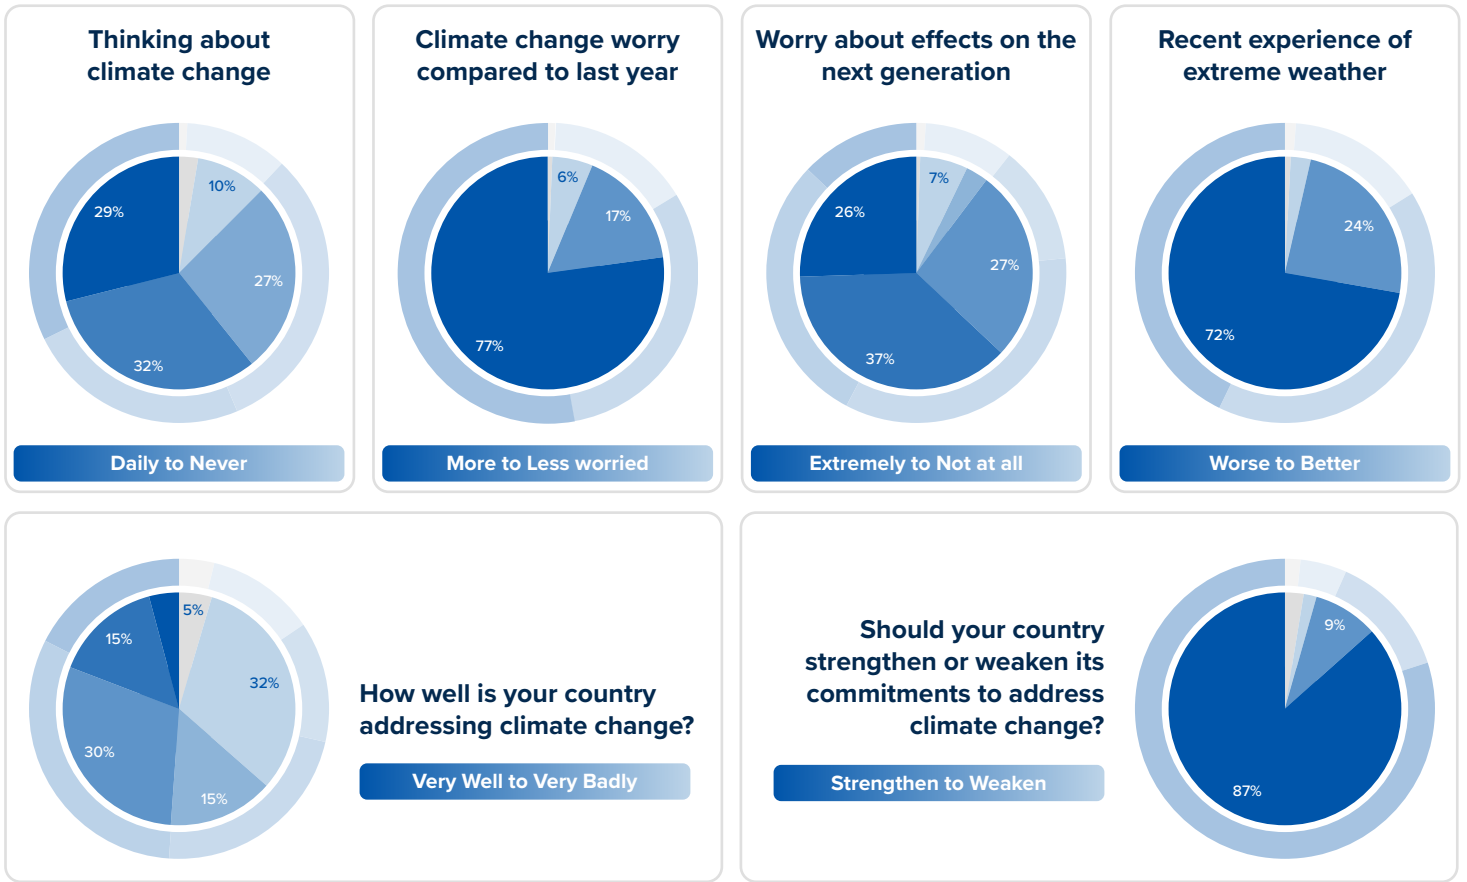 Thinking about
climate change
10%
29%
27%
32%
Daily to Never
Climate change worry
compared to last year
6%
17%
77%
More to Less worried
Worry about effects on the
next generation
7%
26%
27%
37%
Extremely to Not at all
Recent experience of
extreme weather
24%
72%
Worse to Better
5%
15%
32%
30%
15%
How well is your country
addressing climate change?
Very Well to Very Badly
Should your country
strengthen or weaken its
commitments to address
climate change?
Strengthen to Weaken
9%
87%